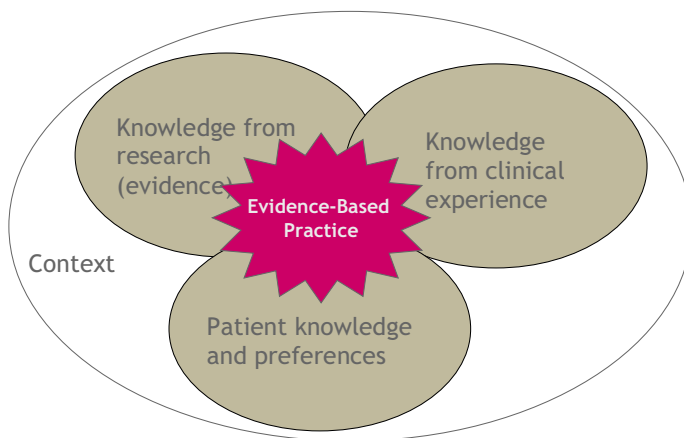 Knowledge from
research
(evidence)
Knowledge
from clinical
experience
Evidence-Based
Practice
Context
Patient knowledge
and preferences